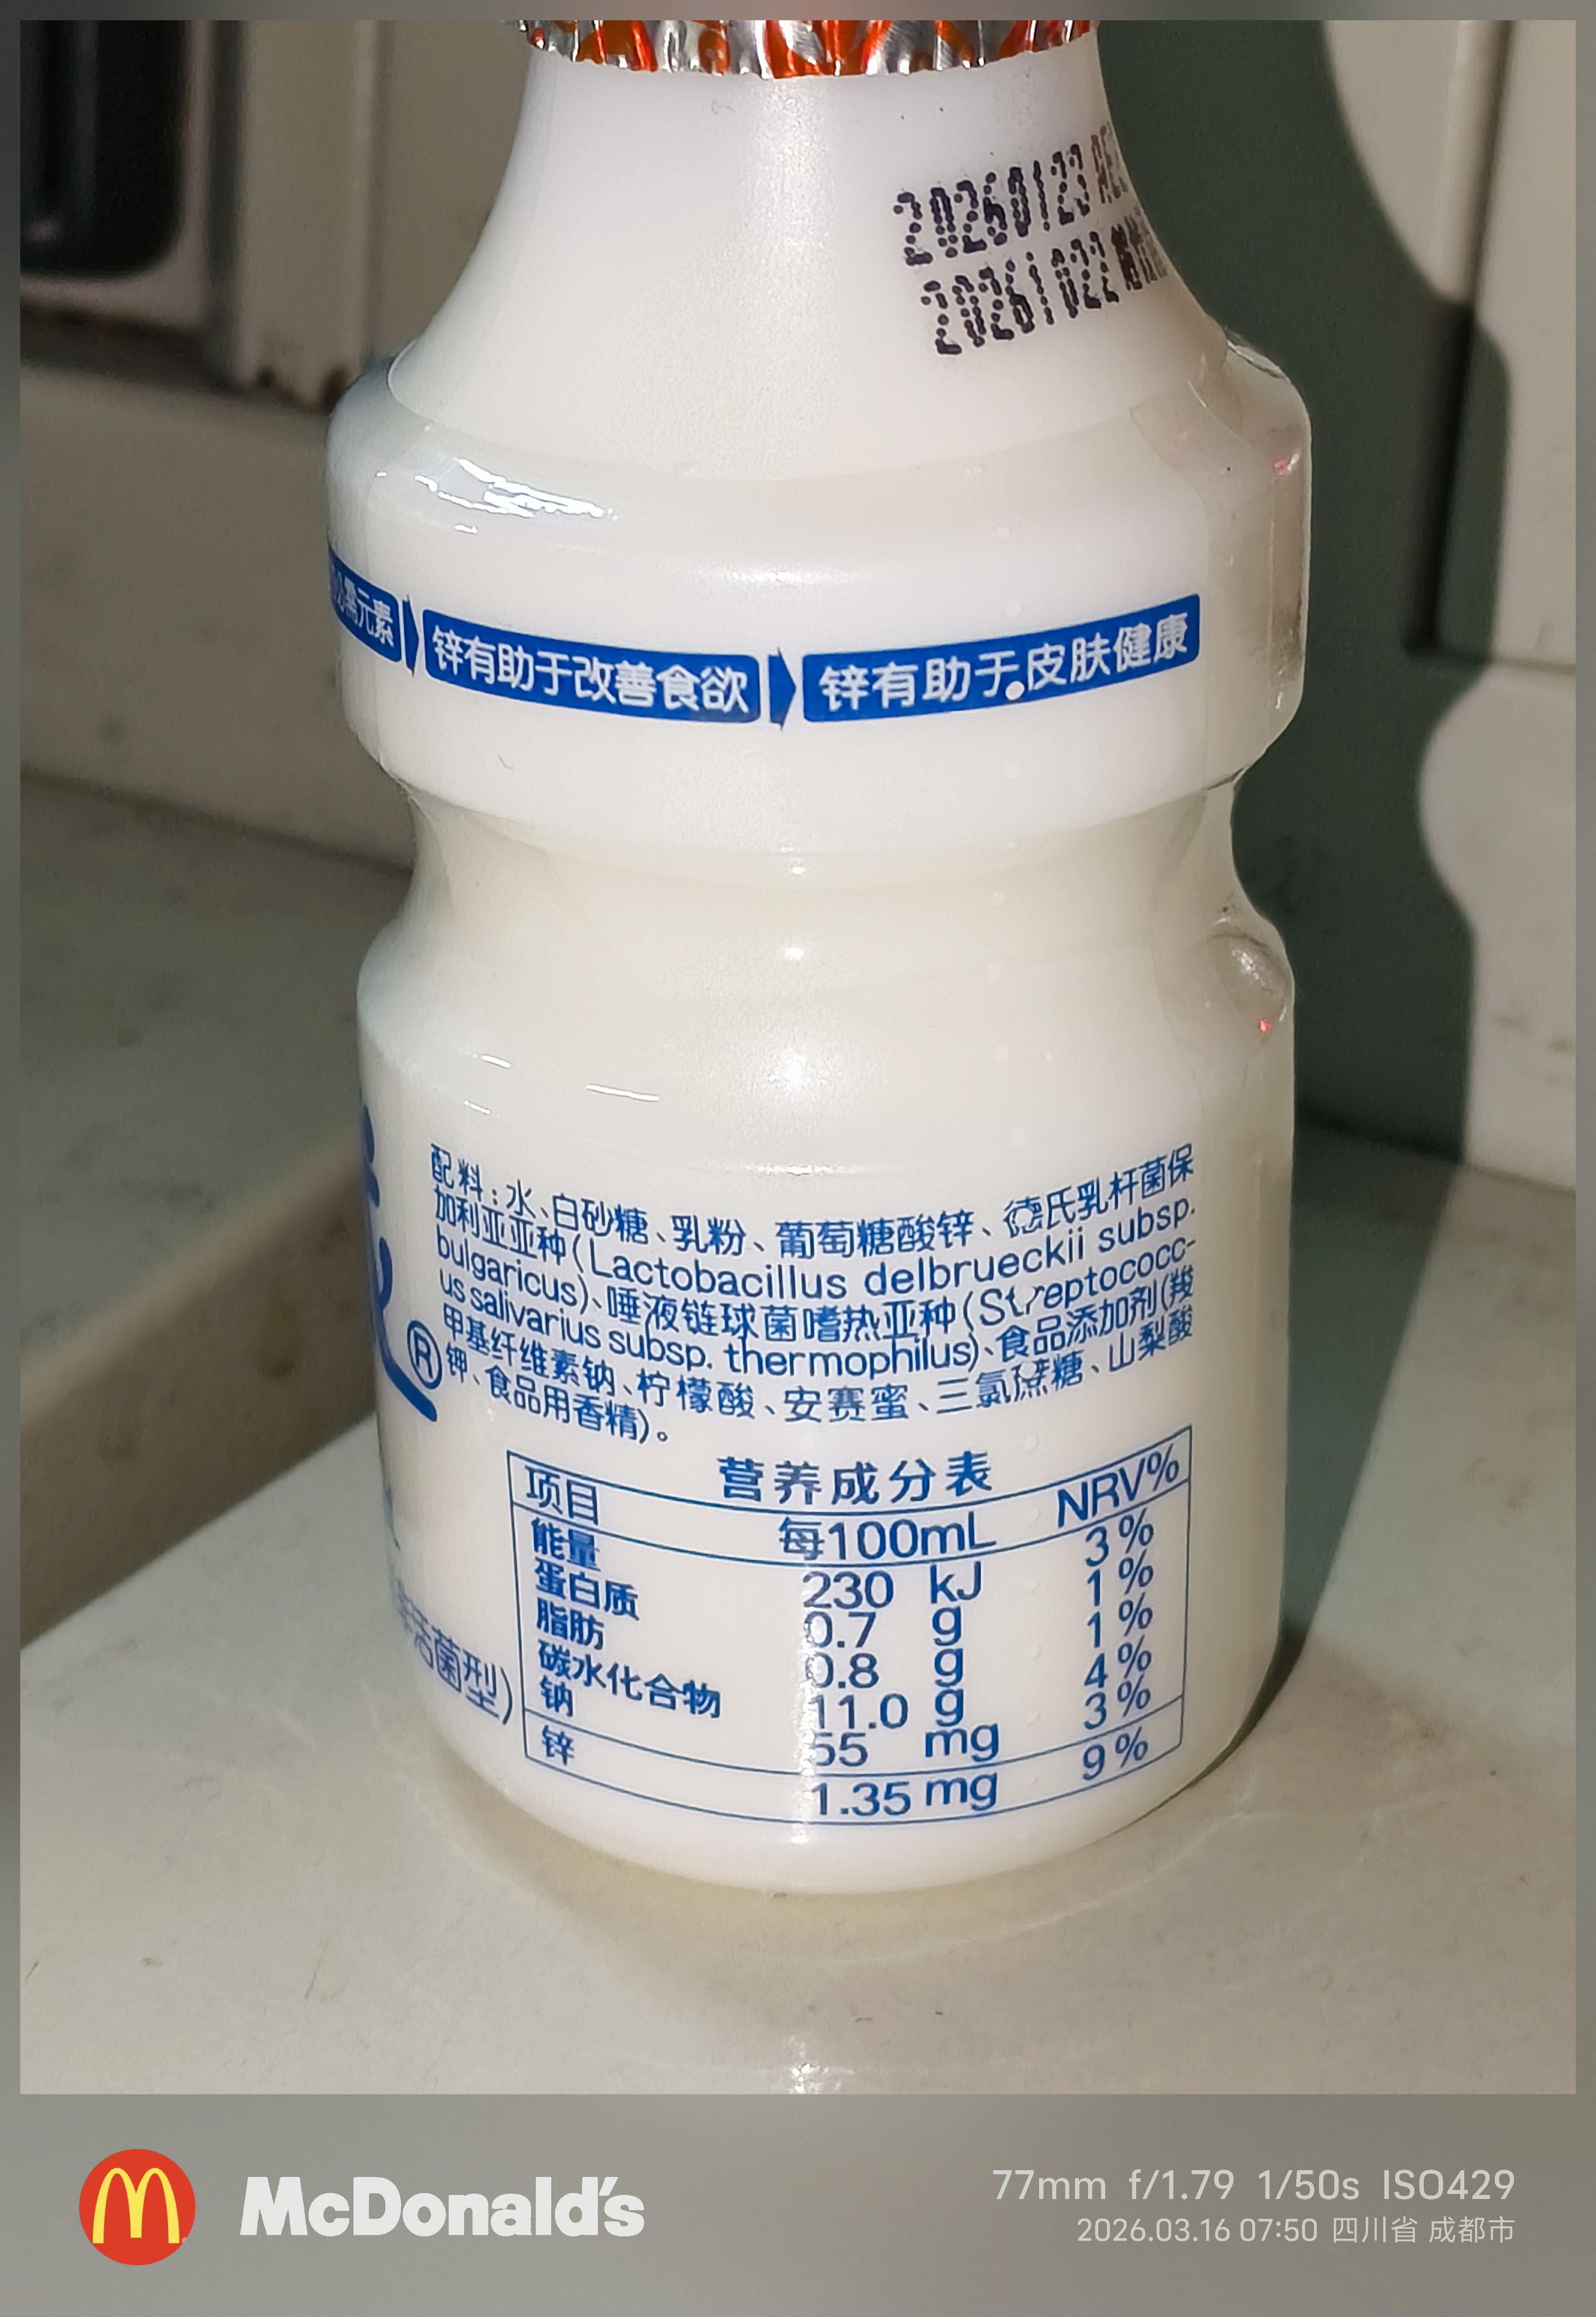 20260123
20261022
必需元素
锌有助于改善食欲
锌有助于皮肤健康
配料:水、白砂糖、乳粉、葡萄糖酸锌、德氏乳杆菌保
加利亚亚种(Lactobacillus delbrueckii subsp.
bulgaricus)、唾液链球菌嗜热亚种(Streptococc-
us salivarius subsp. thermophilus)、食品添加剂(羧
甲基纤维素钠、柠檬酸、安赛蜜、三氯蔗糖、山梨酸
钾、食品用香精)。
®
活菌型)
营养成分表
项目 每100mL NRV%
能量 230 kJ 3%
蛋白质 0.7 g 1%
脂肪 0.8 g 1%
碳水化合物 11.0 g 4%
钠 55 mg 3%
锌 1.35 mg 9%
McDonald's
77mm f/1.79 1/50s ISO429
2026.03.16 07:50 四川省 成都市